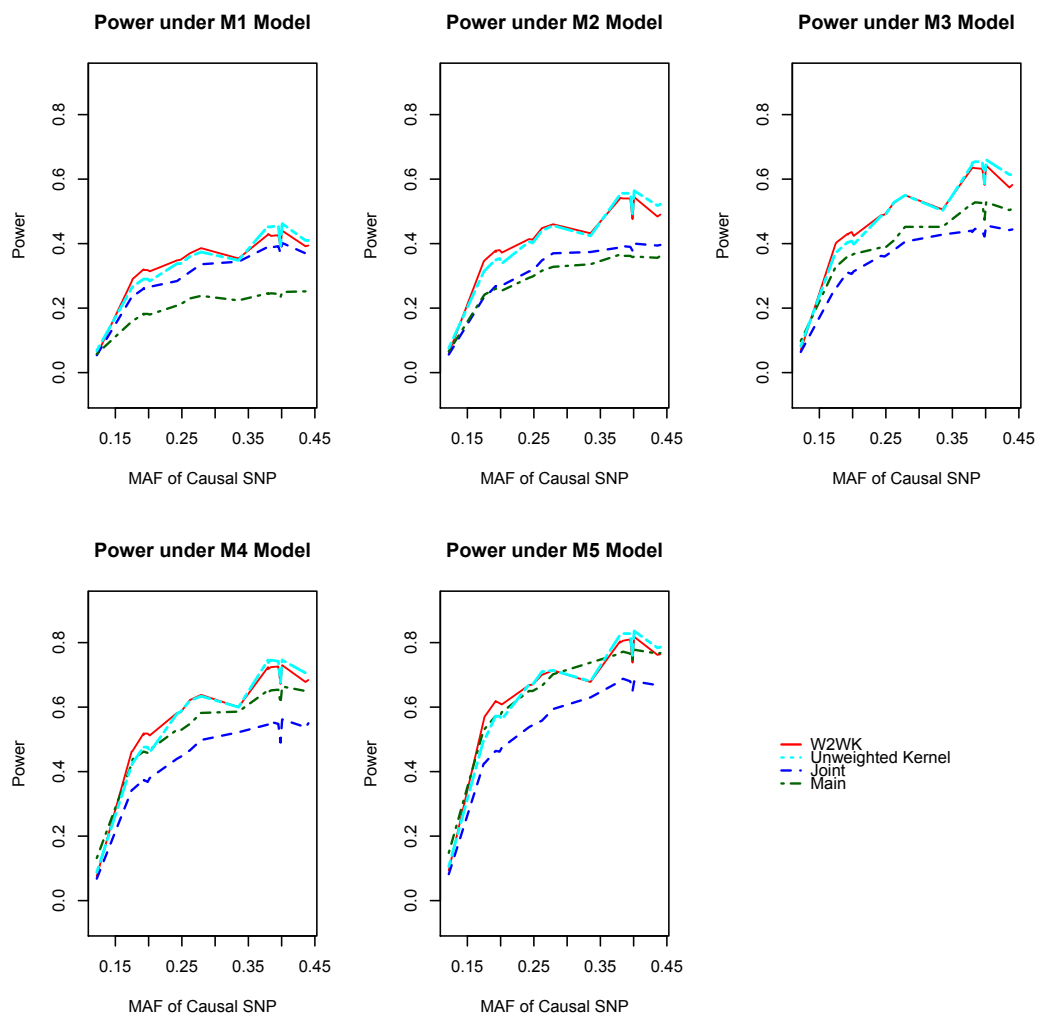 Power under M1 Model
Power
0.0 0.2 0.4 0.6 0.8
0.15 0.25 0.35 0.45
MAF of Causal SNP
Power under M2 Model
Power
0.0 0.2 0.4 0.6 0.8
0.15 0.25 0.35 0.45
MAF of Causal SNP
Power under M3 Model
Power
0.0 0.2 0.4 0.6 0.8
0.15 0.25 0.35 0.45
MAF of Causal SNP
Power under M4 Model
Power
0.0 0.2 0.4 0.6 0.8
0.15 0.25 0.35 0.45
MAF of Causal SNP
Power under M5 Model
Power
0.0 0.2 0.4 0.6 0.8
0.15 0.25 0.35 0.45
MAF of Causal SNP
W2WK
Unweighted Kernel
Joint
Main